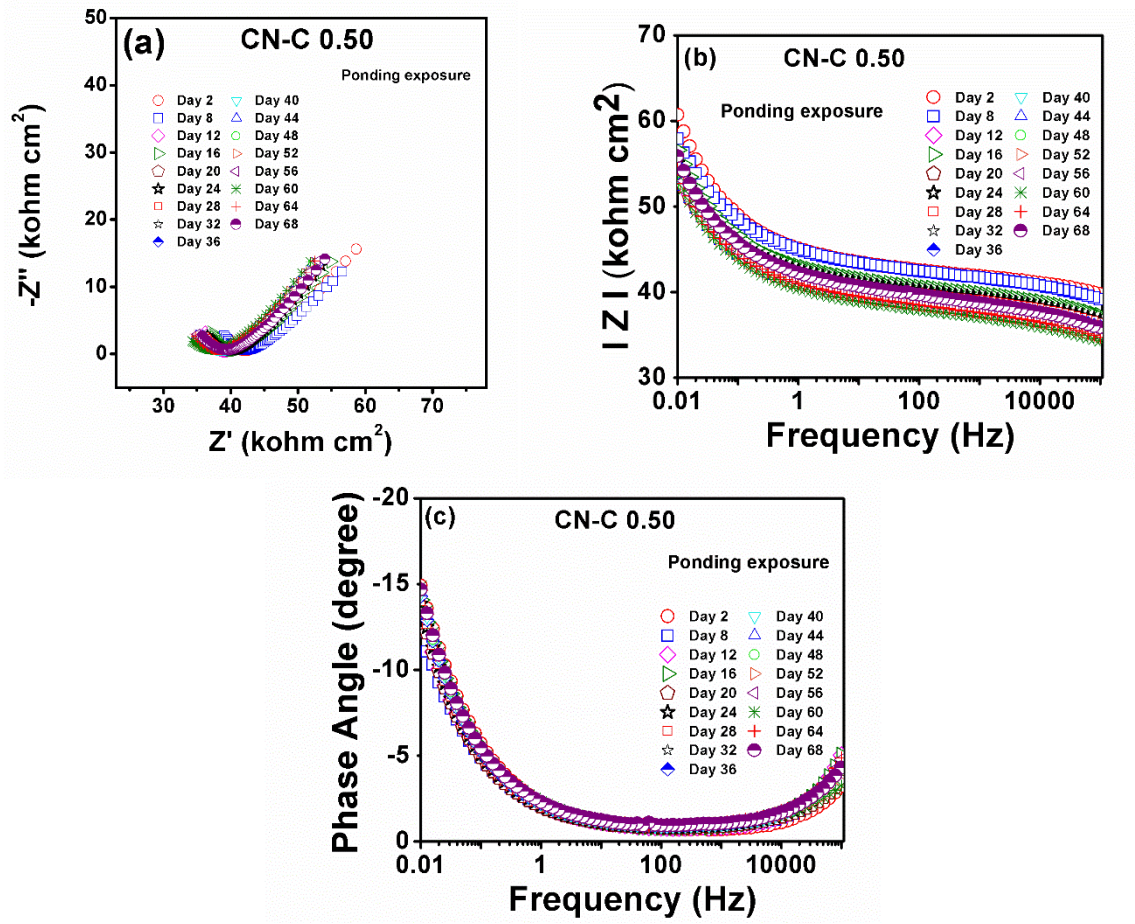 (a)
CN-C 0.50
Ponding exposure
Day 2 Day 40
Day 8 Day 44
Day 12 Day 48
Day 16 Day 52
Day 20 Day 56
Day 24 Day 60
Day 28 Day 64
Day 32 Day 68
Day 36
50
40
30
20
10
0
-Z'' (kohm cm²)
30 40 50 60 70
Z' (kohm cm²)
(b)
CN-C 0.50
Ponding exposure
Day 2 Day 40
Day 8 Day 44
Day 12 Day 48
Day 16 Day 52
Day 20 Day 56
Day 24 Day 60
Day 28 Day 64
Day 32 Day 68
Day 36
70
60
50
40
30
I Z I (kohm cm²)
0.01 1 100 10000
Frequency (Hz)
(c)
CN-C 0.50
Ponding exposure
Day 2 Day 40
Day 8 Day 44
Day 12 Day 48
Day 16 Day 52
Day 20 Day 56
Day 24 Day 60
Day 28 Day 64
Day 32 Day 68
Day 36
-20
-15
-10
-5
0
Phase Angle (degree)
0.01 1 100 10000
Frequency (Hz)